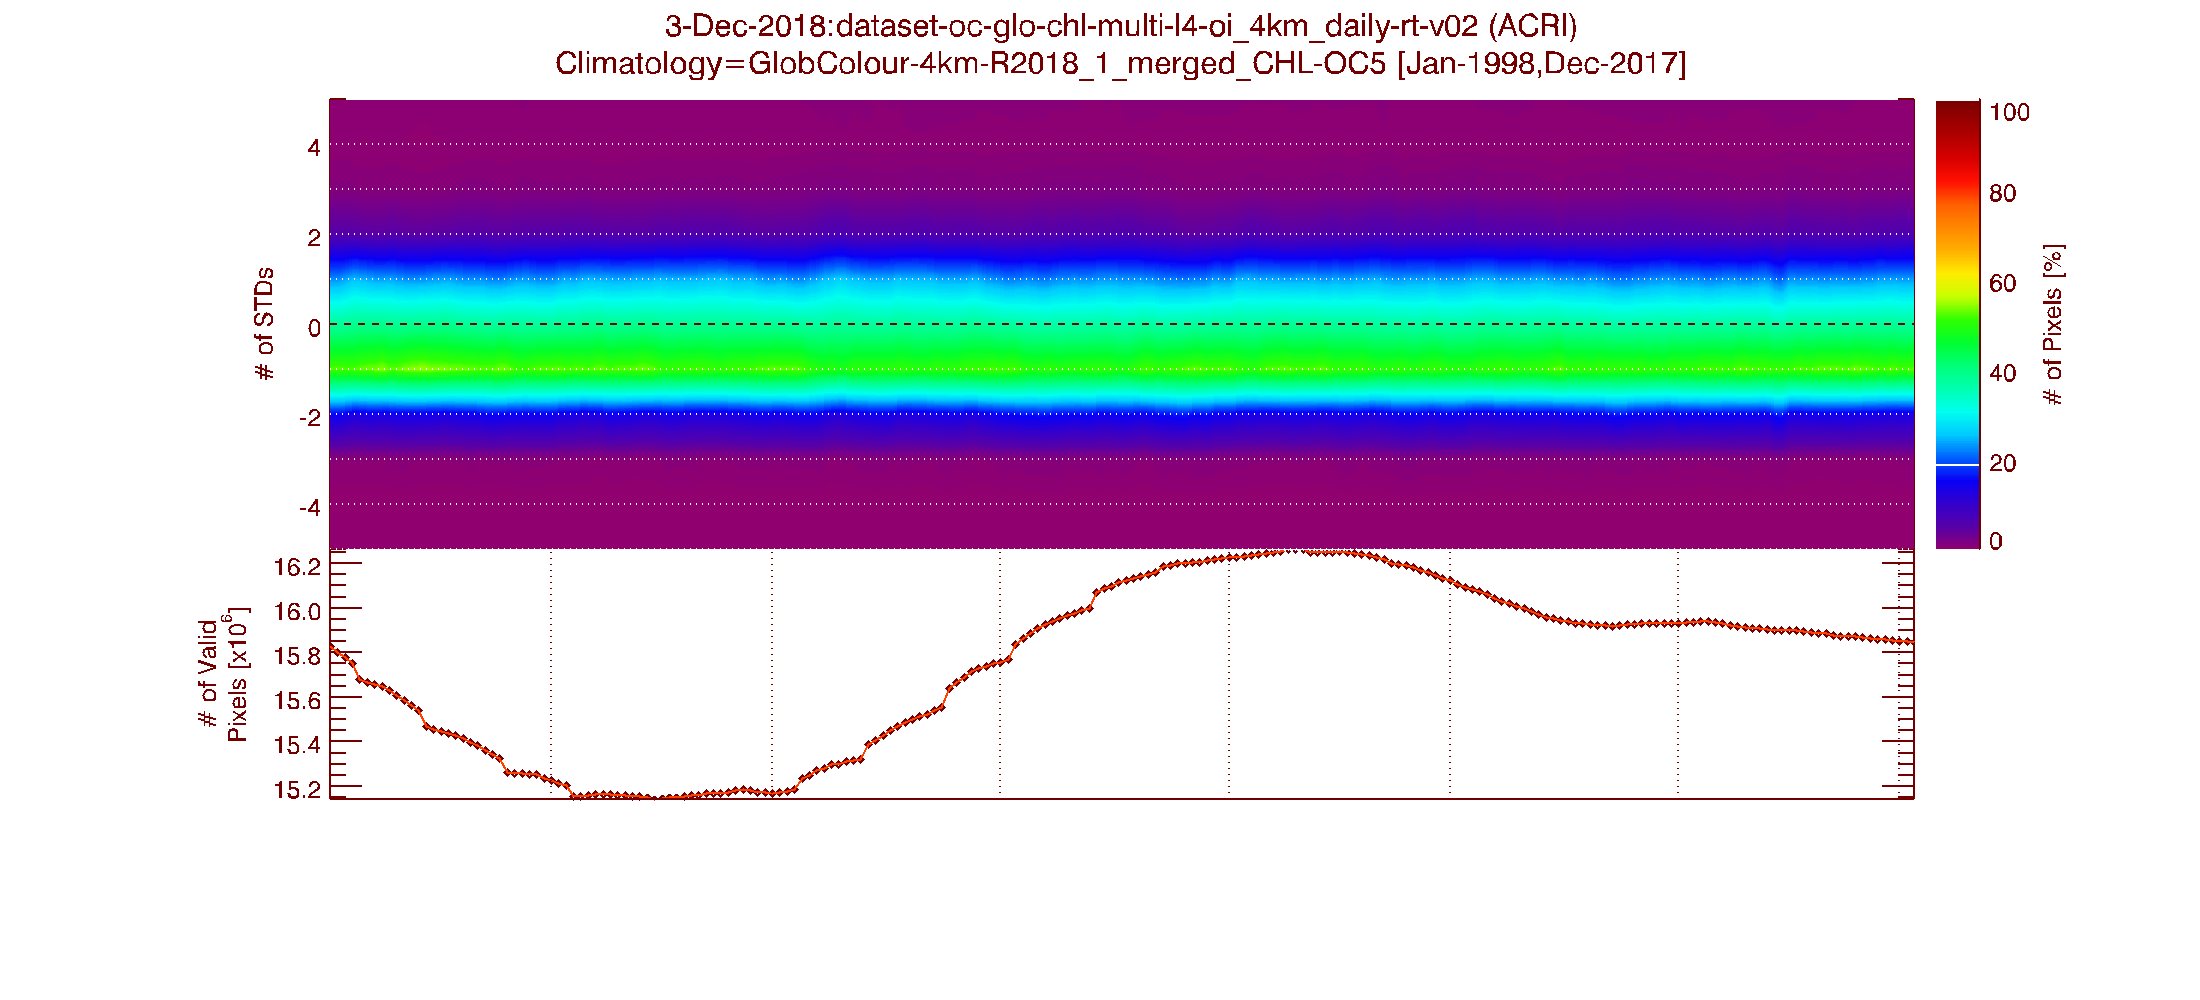 3-Dec-2018:dataset-oc-glo-chl-multi-l4-oi_4km_daily-rt-v02 (ACRI)
Climatology=GlobColour-4km-R2018_1_merged_CHL-OC5 [Jan-1998,Dec-2017]
# of STDs
4
2
0
-2
-4
100
80
60
40
20
0
# of Pixels [%]
# of Valid
Pixels [x10⁶]
16.2
16.0
15.8
15.6
15.4
15.2